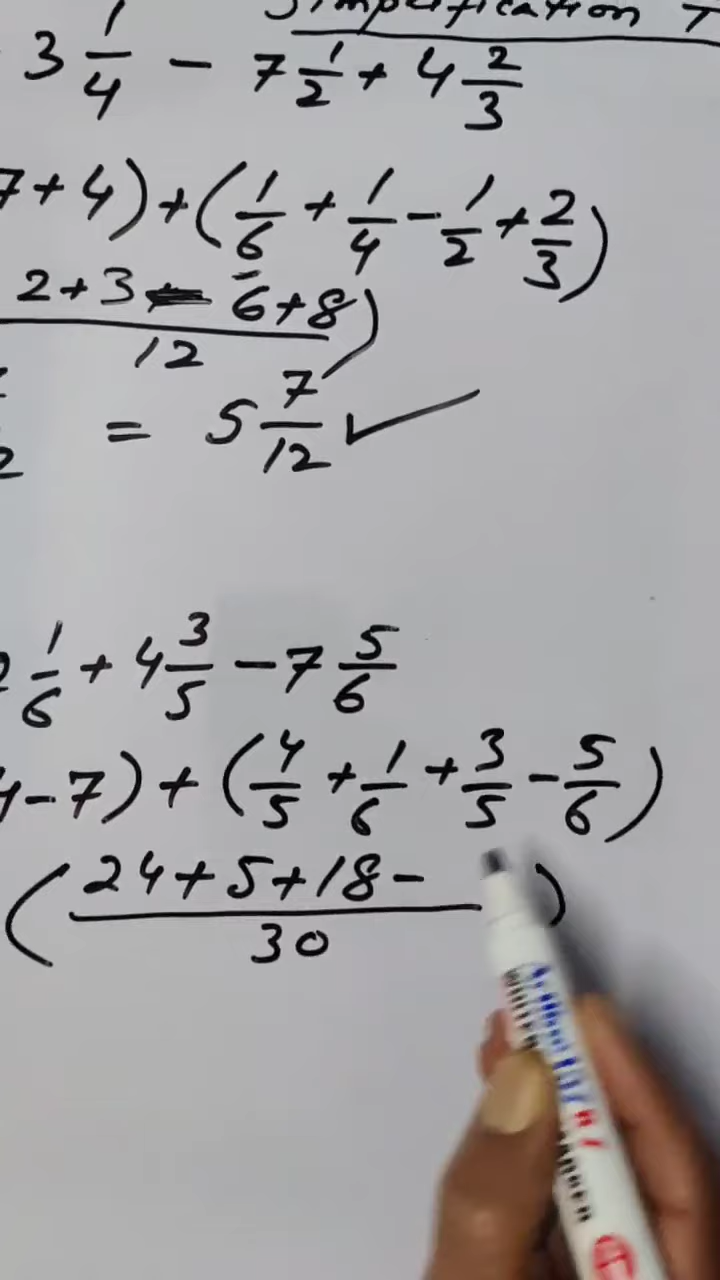 Simplification T
3 1/4 - 7 1/2 + 4 2/3
7+4)+(1/6 + 1/4 - 1/2 + 2/3)
2+3-6+8)
12
= 5 7/12 ✓
2 1/6 + 4 3/5 - 7 5/6
4-7)+(4/5 + 1/6 + 3/5 - 5/6)
(24+5+18- )
30